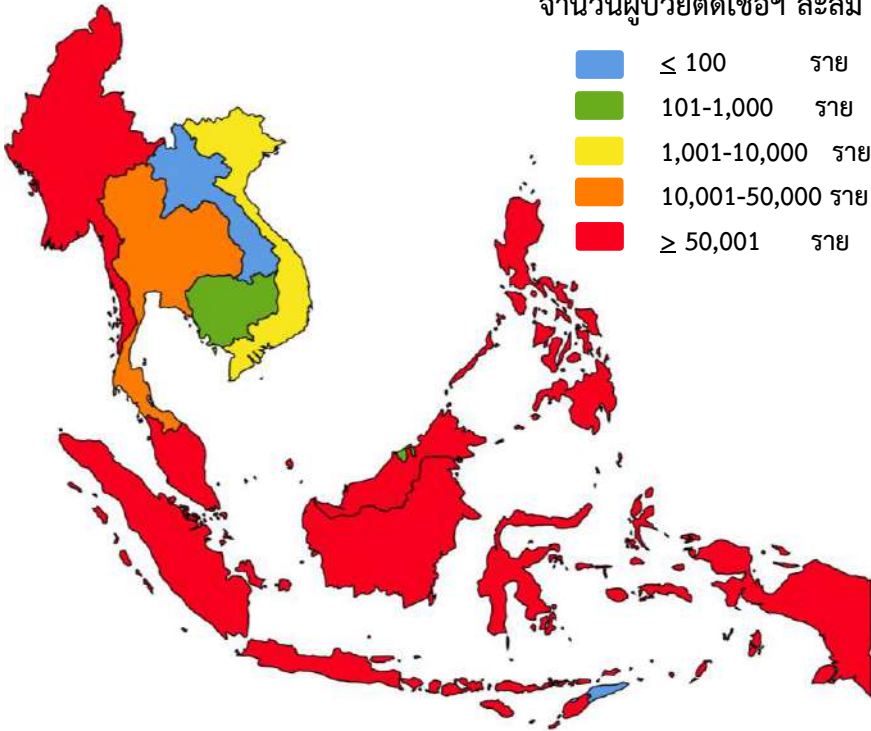 จำนวนผู้ป่วยติดเชื้อฯ สะสม
≤ 100 ราย
101-1,000 ราย
1,001-10,000 ราย
10,001-50,000 ราย
≥ 50,001 ราย